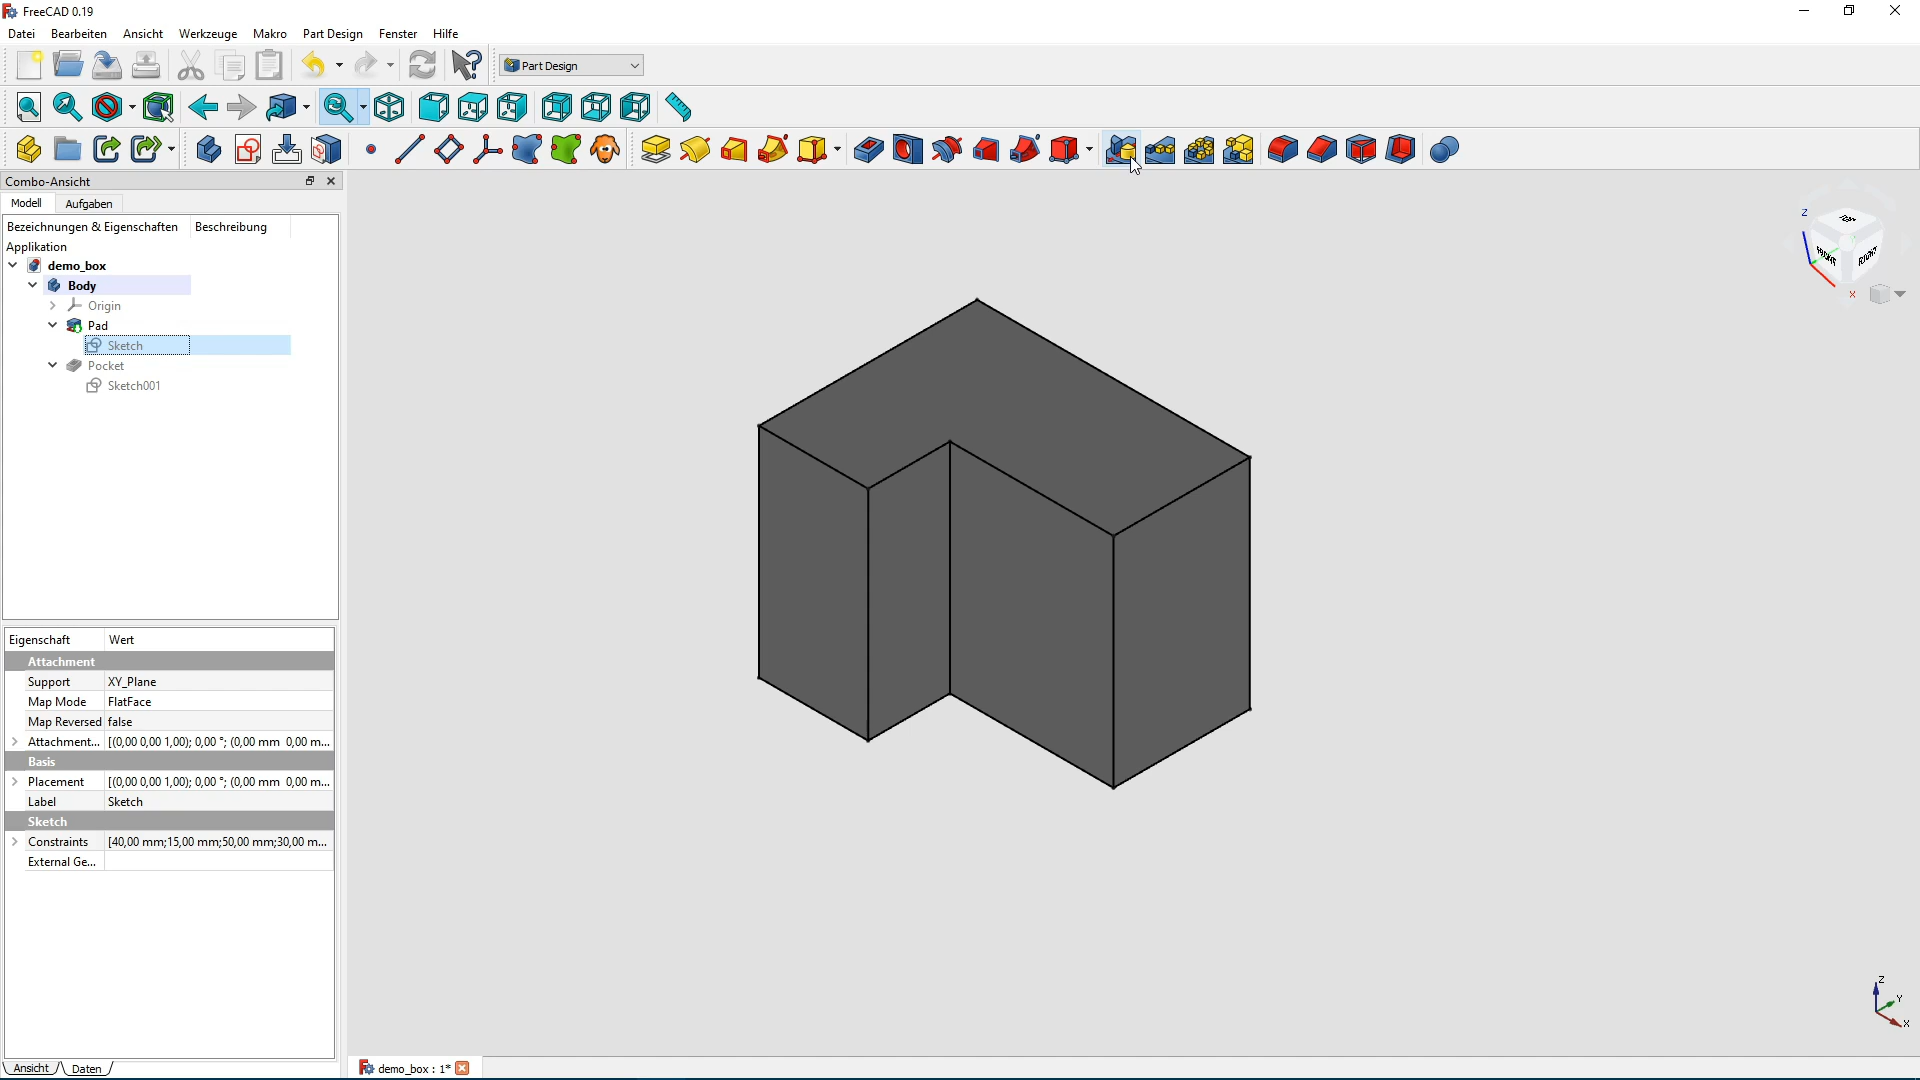 FreeCAD 0.19
Datei Bearbeiten Ansicht Werkzeuge Makro Part Design Fenster Hilfe
Part Design
Combo-Ansicht
Modell Aufgaben
Bezeichnungen & Eigenschaften Beschreibung
Applikation
demo_box
Body
Origin
Pad
Sketch
Pocket
Sketch001
Eigenschaft Wert
Attachment
Support XY_Plane
Map Mode FlatFace
Map Reversed false
Attachment... [(0,00 0,00 1,00); 0,00 °; (0,00 mm 0,00 m...
Basis
Placement [(0,00 0,00 1,00); 0,00 °; (0,00 mm 0,00 m...
Label Sketch
Sketch
Constraints [40,00 mm;15,00 mm;50,00 mm;30,00 m...
External Ge...
Ansicht Daten
demo_box : 1*
Z
TOP
FRONT RIGHT
X
Z
Y
X